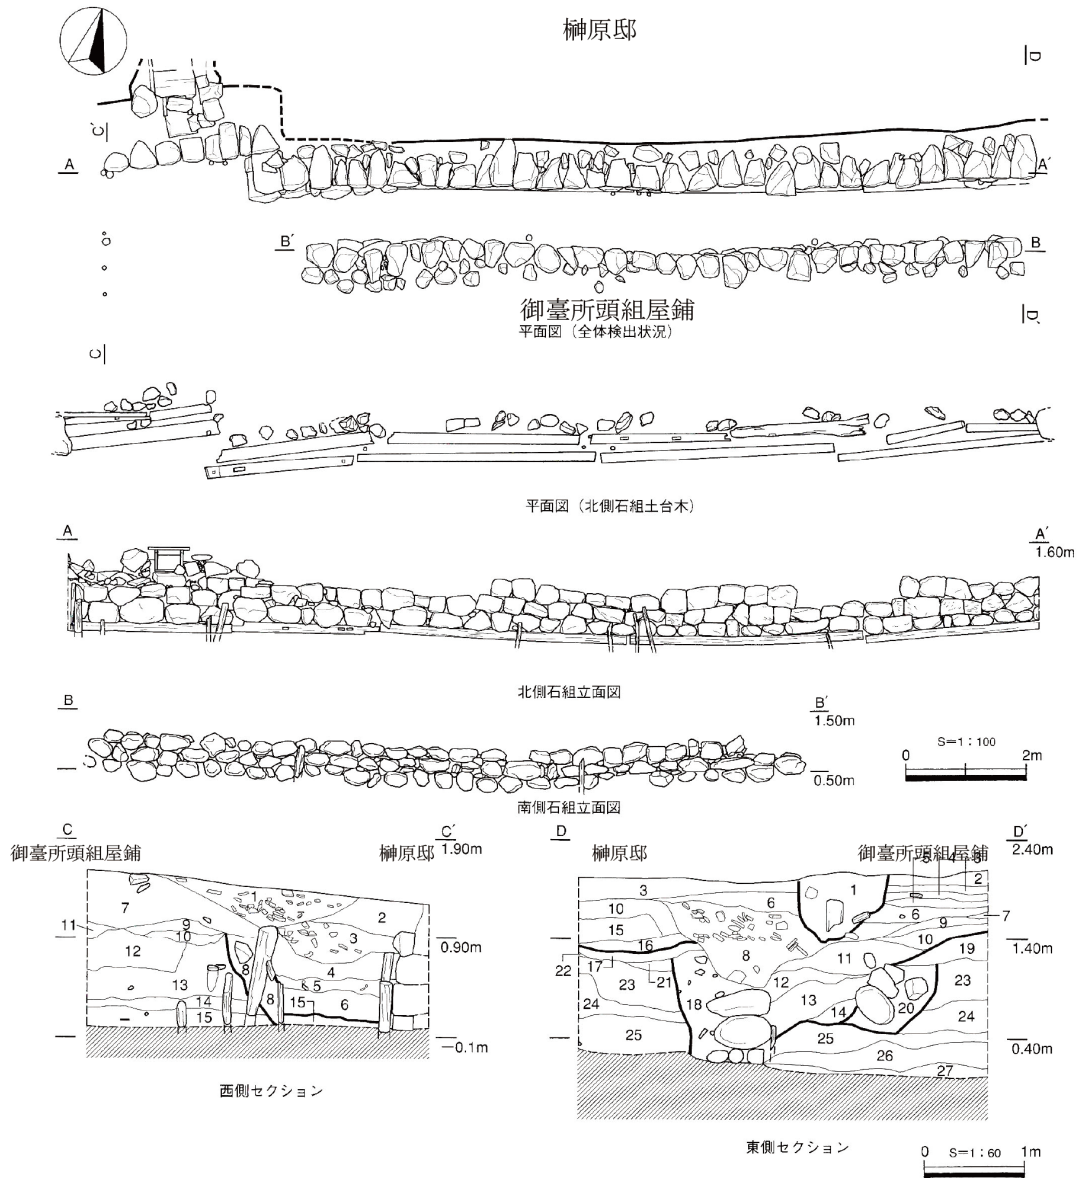 榊原邸
D
C′
A
A′
B′
B
御臺所頭組屋鋪
平面図（全体検出状況）
D′
C
平面図（北側石組土台木）
A
A′
1.60m
北側石組立面図
B
B′
1.50m
S＝1：100
0 2m
0.50m
南側石組立面図
C
C′
1.90m
御臺所頭組屋鋪
榊原邸
D
D′
2.40m
榊原邸
御臺所頭組屋鋪
1
7
2
11
9
10
3
0.90m
12
8
4
13
5
14
8
15
6
15
−0.1m
西側セクション
5 4 3
2
3
1
6
6
7
10
9
15
10
19
1.40m
16
8
11
22
17
23
21
12
23
18
13
24
14
20
24
25
25
26
0.40m
27
東側セクション
0 S＝1：60 1m